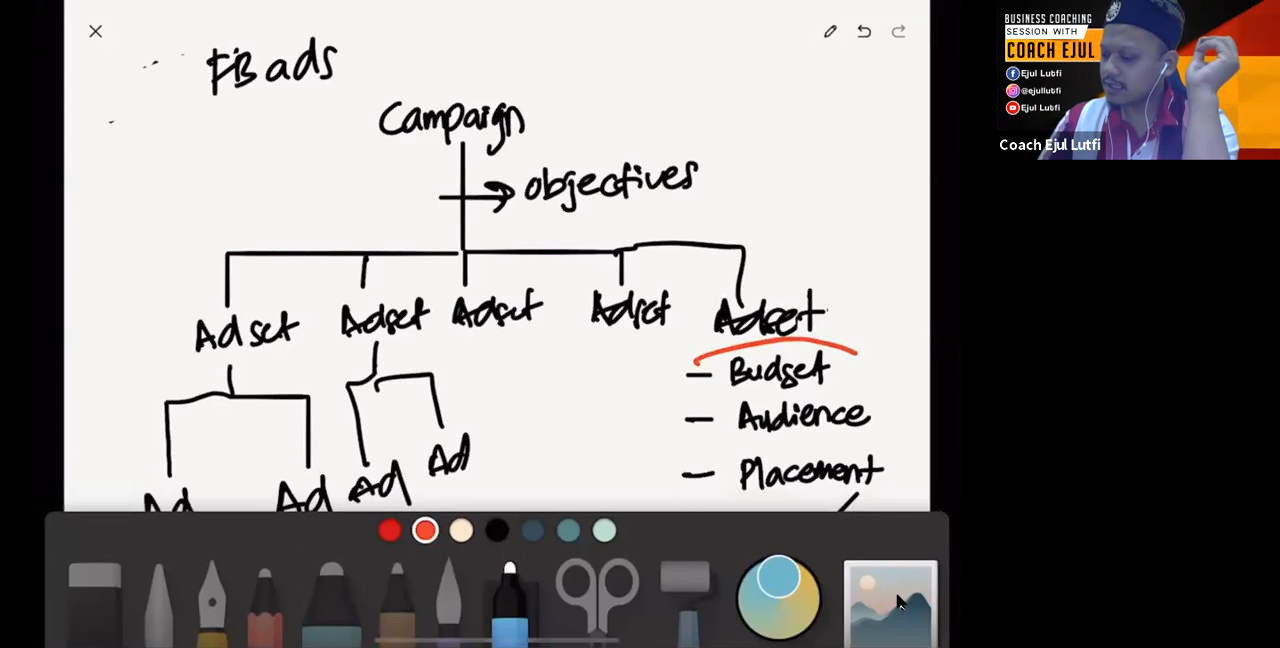 FB ads
Campaign
objectives
Adset Adset Adset Adset Adset
Budget
Audience
Placement
Ad Ad Ad Ad
BUSINESS COACHING
SESSION WITH
COACH EJUL
Ejul Lutfi
@ejullutfi
Ejul Lutfi
Coach Ejul Lutfi